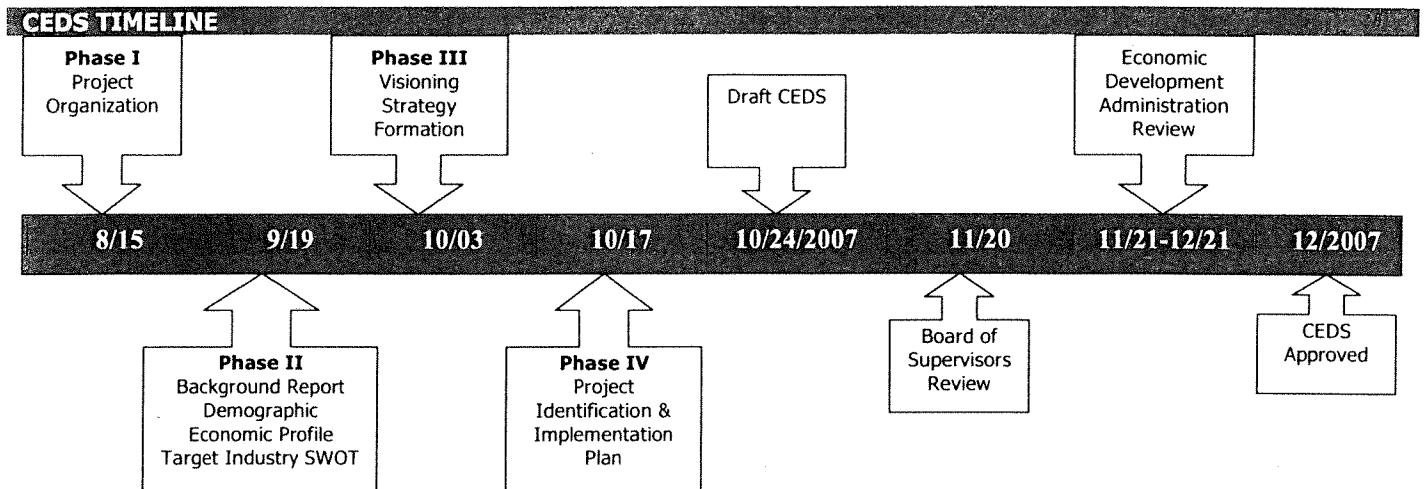 CEDS TIMELINE
Phase I
Project
Organization
Phase III
Visioning
Strategy
Formation
Draft CEDS
Economic
Development
Administration
Review
8/15 9/19 10/03 10/17 10/24/2007 11/20 11/21-12/21 12/2007
Phase II
Background Report
Demographic
Economic Profile
Target Industry SWOT
Phase IV
Project
Identification &
Implementation
Plan
Board of
Supervisors
Review
CEDS
Approved